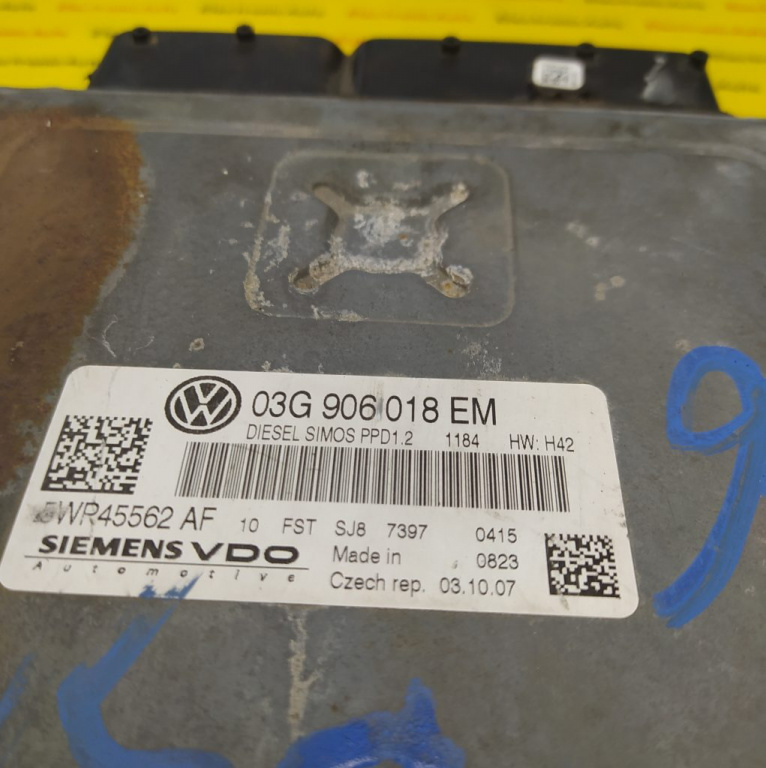 03G 906 018 EM
DIESEL SIMOS PPD1.2 1184 HW: H42
5WR45562 AF 10 FST SJ8 7397 0415
SIEMENS VDO Made in 0823
Automotive Czech rep. 03.10.07
9